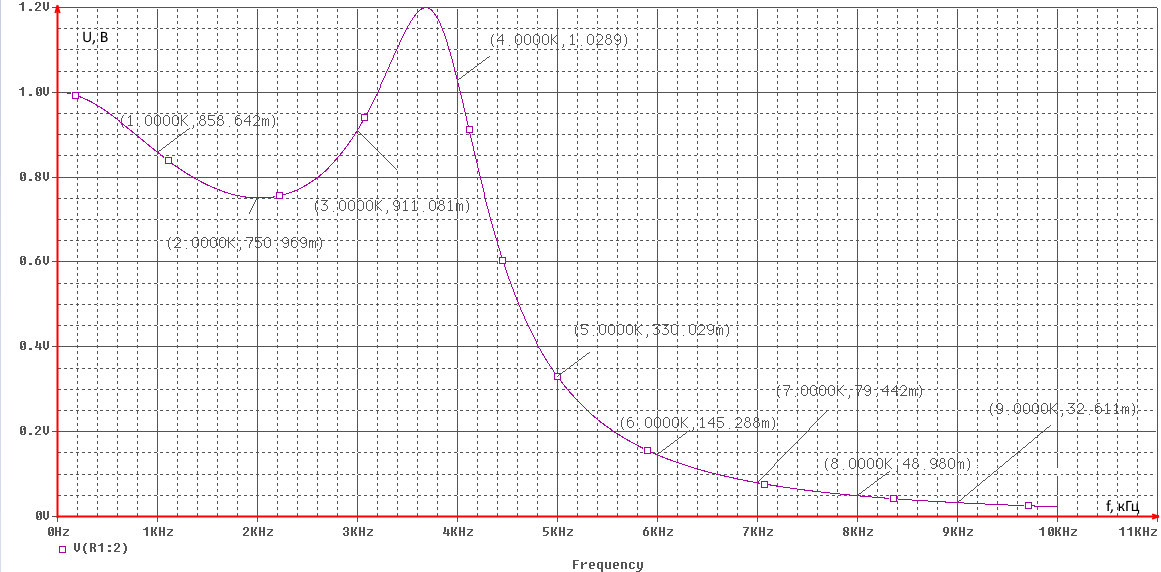 1.2V
U, В
(4.0000K,1.0289)
1.0V
(1.0000K,858.642m)
0.8V
(3.0000K,911.081m)
(2.0000K,750.969m)
0.6V
(5.0000K,330.029m)
0.4V
(7.0000K,79.442m)
(9.0000K,32.611m)
(6.0000K,145.288m)
0.2V
(8.0000K,48.980m)
f, кГц
0V
0Hz 1KHz 2KHz 3KHz 4KHz 5KHz 6KHz 7KHz 8KHz 9KHz 10KHz 11KHz
V(R1:2)
Frequency